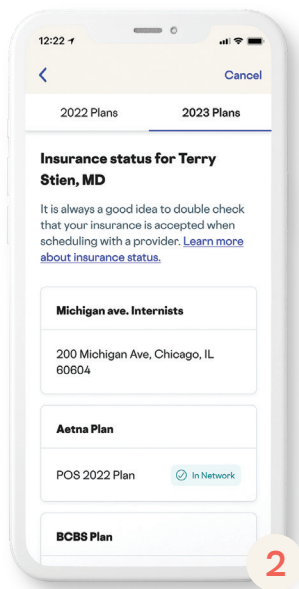 12:22
Cancel
2022 Plans
2023 Plans
Insurance status for Terry
Stien, MD
It is always a good idea to double check
that your insurance is accepted when
scheduling with a provider. Learn more
about insurance status.
Michigan ave. Internists
200 Michigan Ave, Chicago, IL
60604
Aetna Plan
POS 2022 Plan
In Network
BCBS Plan
2